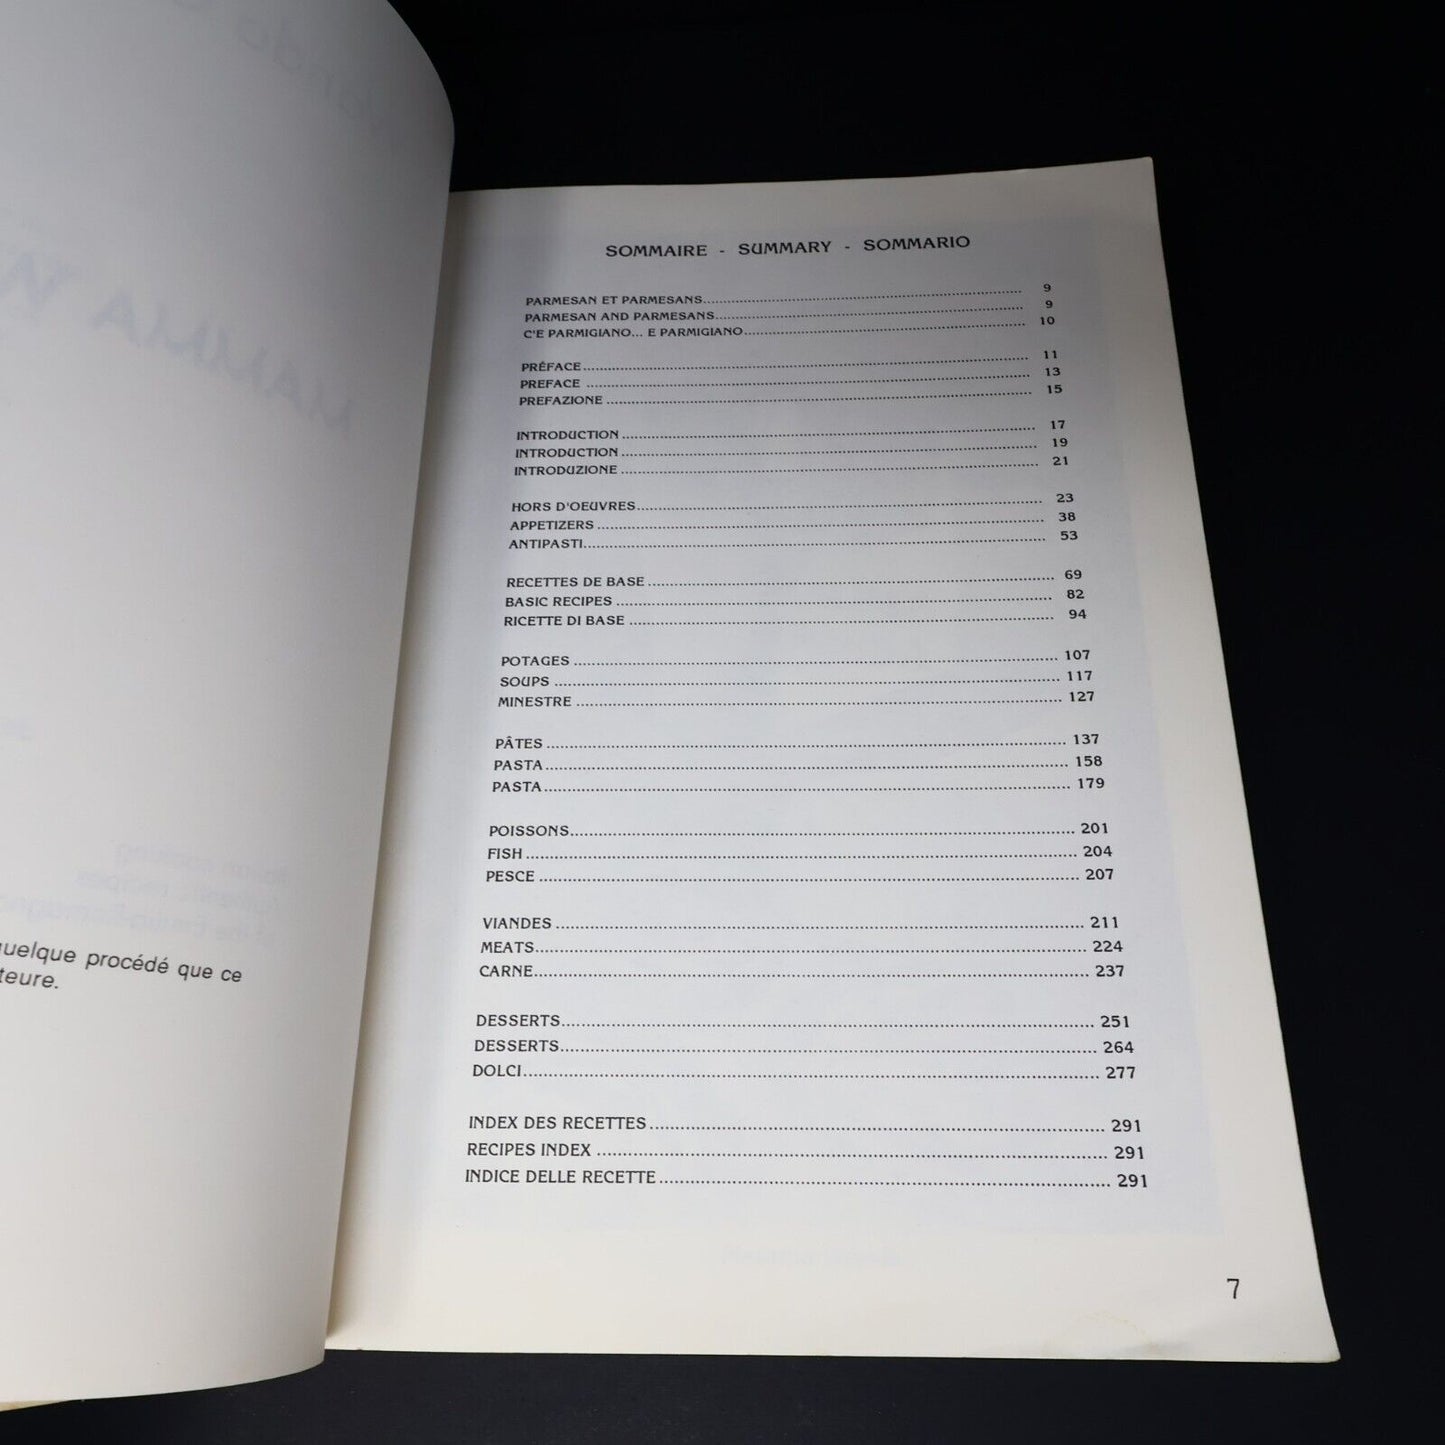 quelque procédé que ce
teure.
SOMMAIRE - SUMMARY - SOMMARIO
PARMESAN ET PARMESANS.......... 9
PARMESAN AND PARMESANS.......... 9
C'E PARMIGIANO... E PARMIGIANO.......... 10
PRÉFACE.......... 11
PREFACE .......... 13
PREFAZIONE .......... 15
INTRODUCTION .......... 17
INTRODUCTION .......... 19
INTRODUZIONE .......... 21
HORS D'OEUVRES.......... 23
APPETIZERS .......... 38
ANTIPASTI.......... 53
RECETTES DE BASE .......... 69
BASIC RECIPES .......... 82
RICETTE DI BASE .......... 94
POTAGES .......... 107
SOUPS .......... 117
MINESTRE .......... 127
PÂTES .......... 137
PASTA .......... 158
PASTA.......... 179
POISSONS.......... 201
FISH .......... 204
PESCE .......... 207
VIANDES .......... 211
MEATS.......... 224
CARNE.......... 237
DESSERTS.......... 251
DESSERTS.......... 264
DOLCI.......... 277
INDEX DES RECETTES .......... 291
RECIPES INDEX .......... 291
INDICE DELLE RECETTE .......... 291
7